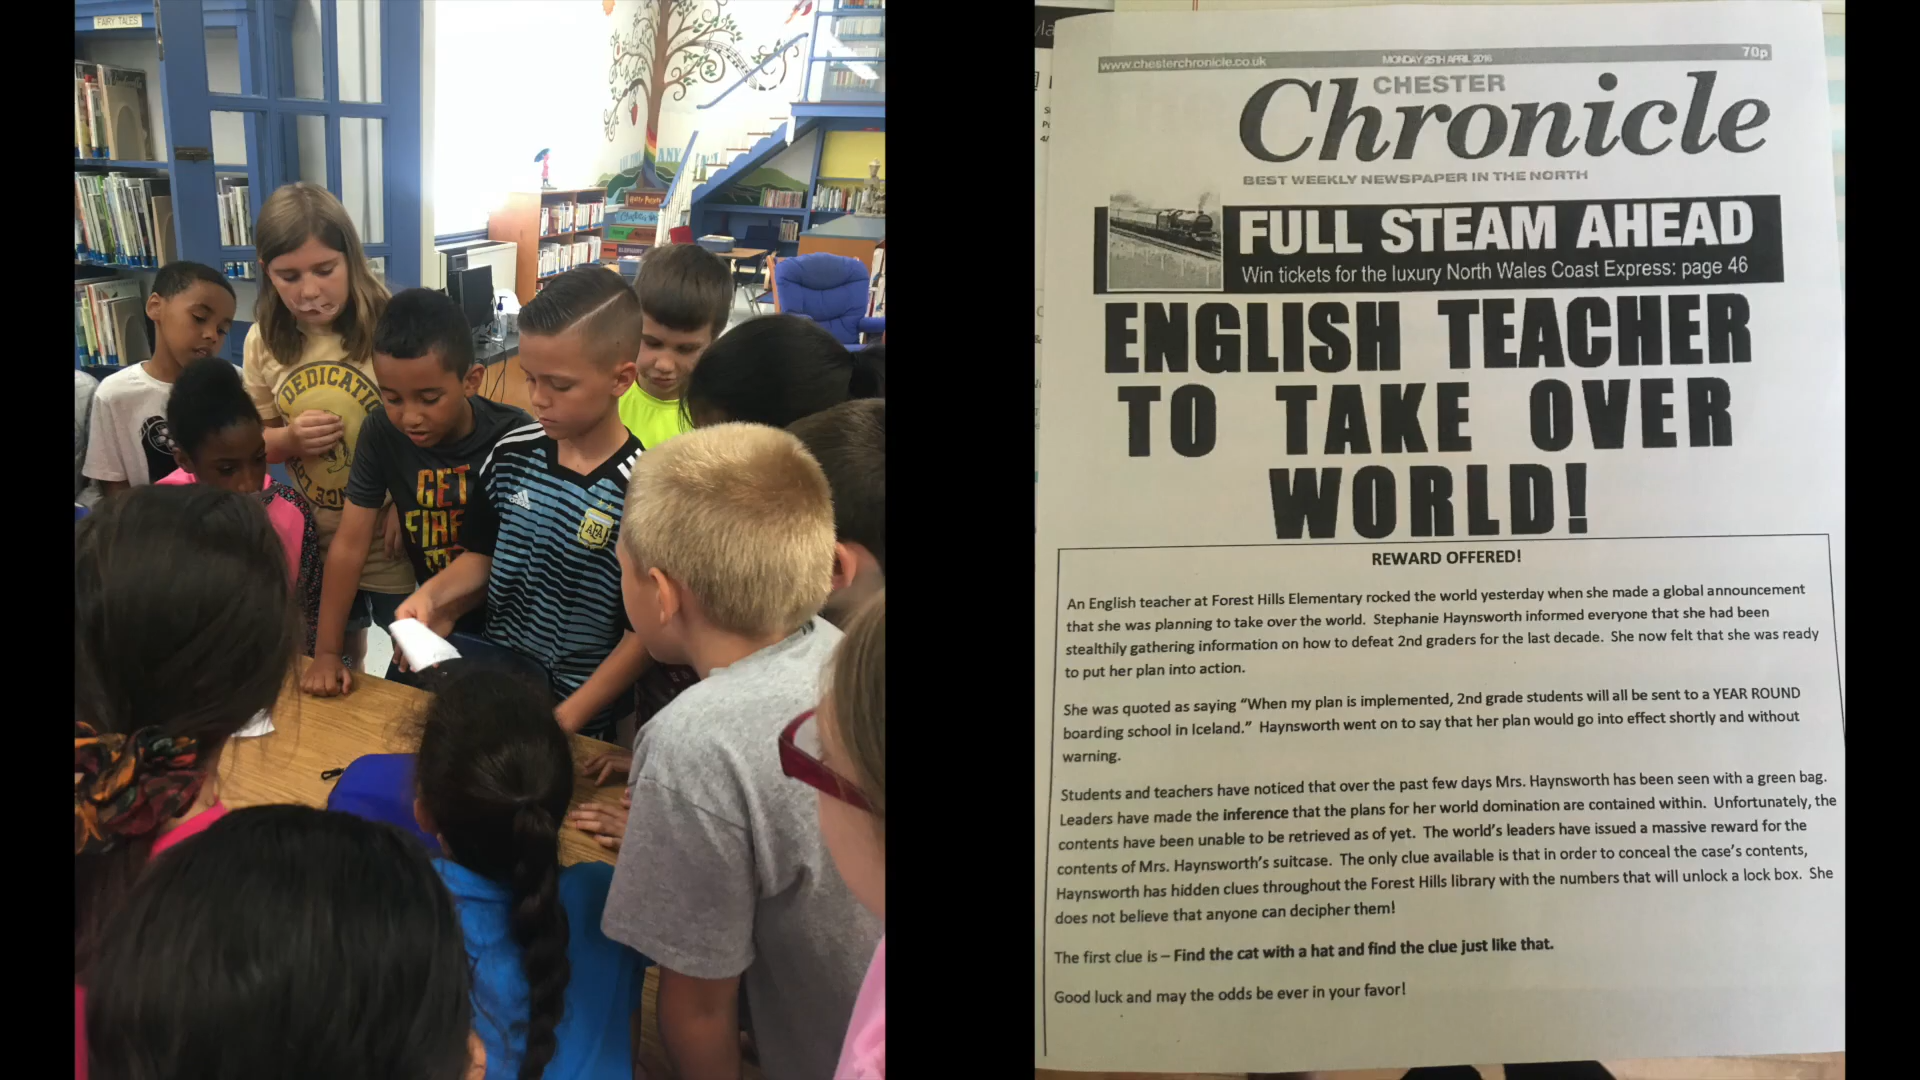 FAIRY TALES
DEDICATIO
GET
FIRE
AFA
adidas
HARRY POTTER
www.chesterchronicle.co.uk
MONDAY 25TH APRIL 2016
70p
CHESTER
Chronicle
BEST WEEKLY NEWSPAPER IN THE NORTH
FULL STEAM AHEAD
Win tickets for the luxury North Wales Coast Express: page 46
ENGLISH TEACHER
TO TAKE OVER
WORLD!
REWARD OFFERED!
An English teacher at Forest Hills Elementary rocked the world yesterday when she made a global announcement
that she was planning to take over the world. Stephanie Haynsworth informed everyone that she had been
stealthily gathering information on how to defeat 2nd graders for the last decade. She now felt that she was ready
to put her plan into action.
She was quoted as saying “When my plan is implemented, 2nd grade students will all be sent to a YEAR ROUND
boarding school in Iceland.” Haynsworth went on to say that her plan would go into effect shortly and without
warning.
Students and teachers have noticed that over the past few days Mrs. Haynsworth has been seen with a green bag.
Leaders have made the inference that the plans for her world domination are contained within. Unfortunately, the
contents have been unable to be retrieved as of yet. The world’s leaders have issued a massive reward for the
contents of Mrs. Haynsworth’s suitcase. The only clue available is that in order to conceal the case’s contents,
Haynsworth has hidden clues throughout the Forest Hills library with the numbers that will unlock a lock box. She
does not believe that anyone can decipher them!
The first clue is – Find the cat with a hat and find the clue just like that.
Good luck and may the odds be ever in your favor!